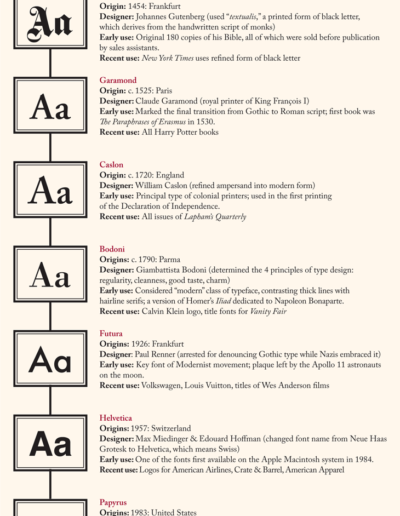 Aa
Origin: 1454: Frankfurt
Designer: Johannes Gutenberg (used “textualis,” a printed form of black letter,
which derives from the handwritten script of monks)
Early use: Original 180 copies of his Bible, all of which were sold before publication
by sales assistants.
Recent use: New York Times uses refined form of black letter
Aa
Garamond
Origin: c. 1525: Paris
Designer: Claude Garamond (royal printer of King François I)
Early use: Marked the final transition from Gothic to Roman script; first book was
The Paraphrases of Erasmus in 1530.
Recent use: All Harry Potter books
Aa
Caslon
Origin: c. 1720: England
Designer: William Caslon (refined ampersand into modern form)
Early use: Principal type of colonial printers; used in the first printing
of the Declaration of Independence.
Recent use: All issues of Lapham's Quarterly
Aa
Bodoni
Origins: c. 1790: Parma
Designer: Giambattista Bodoni (determined the 4 principles of type design:
regularity, cleanness, good taste, charm)
Early use: Considered “modern” class of typeface, contrasting thick lines with
hairline serifs; a version of Homer's Iliad dedicated to Napoleon Bonaparte.
Recent use: Calvin Klein logo, title fonts for Vanity Fair
Aa
Futura
Origins: 1926: Frankfurt
Designer: Paul Renner (arrested for denouncing Gothic type while Nazis embraced it)
Early use: Key font of Modernist movement; plaque left by the Apollo 11 astronauts
on the moon.
Recent use: Volkswagen, Louis Vuitton, titles of Wes Anderson films
Aa
Helvetica
Origins: 1957: Switzerland
Designer: Max Miedinger & Edouard Hoffman (changed font name from Neue Haas
Grotesk to Helvetica, which means Swiss)
Early use: One of the fonts first available on the Apple Macintosh system in 1984.
Recent use: Logos for American Airlines, Crate & Barrel, American Apparel
Papyrus
Origins: 1983: United States